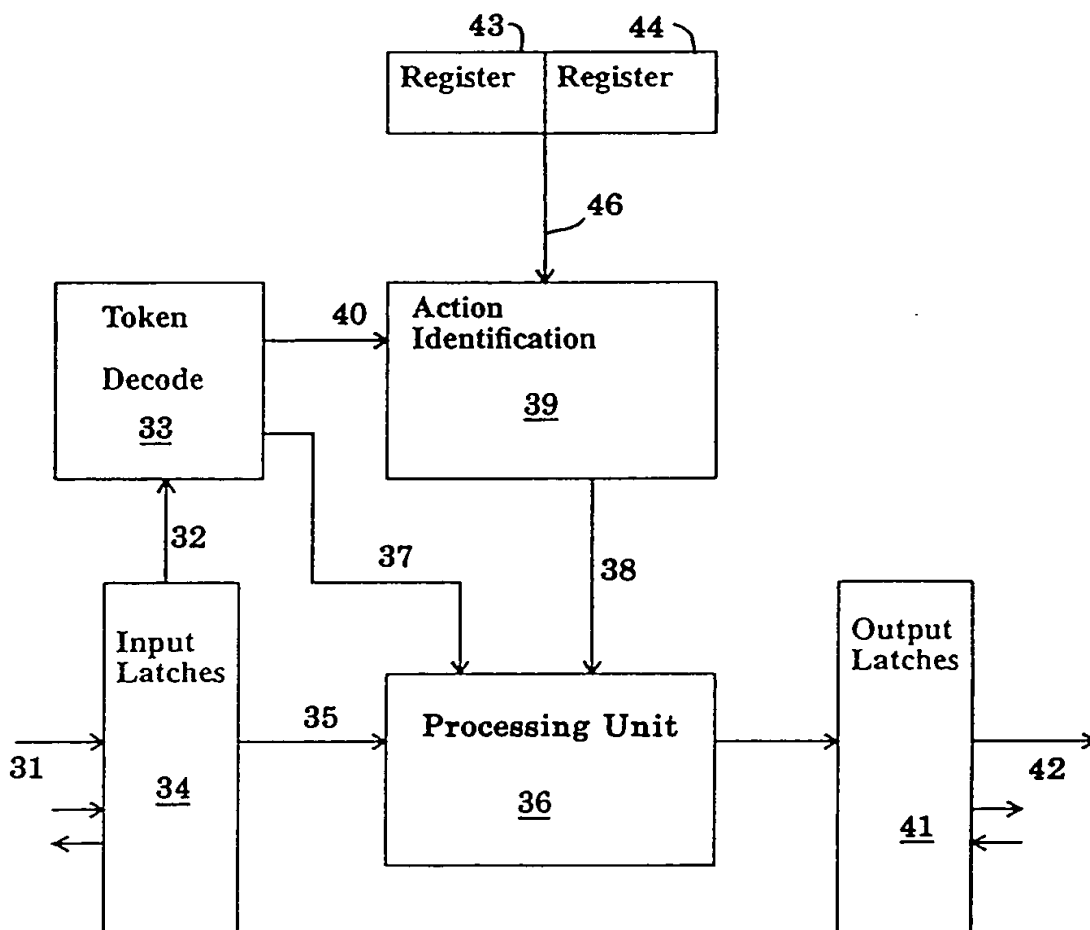 43 44
Register Register
46
Token
Decode
33
40
Action
Identification
39
32
37
38
Input
Latches
34
31
35
Processing Unit
36
Output
Latches
41
42